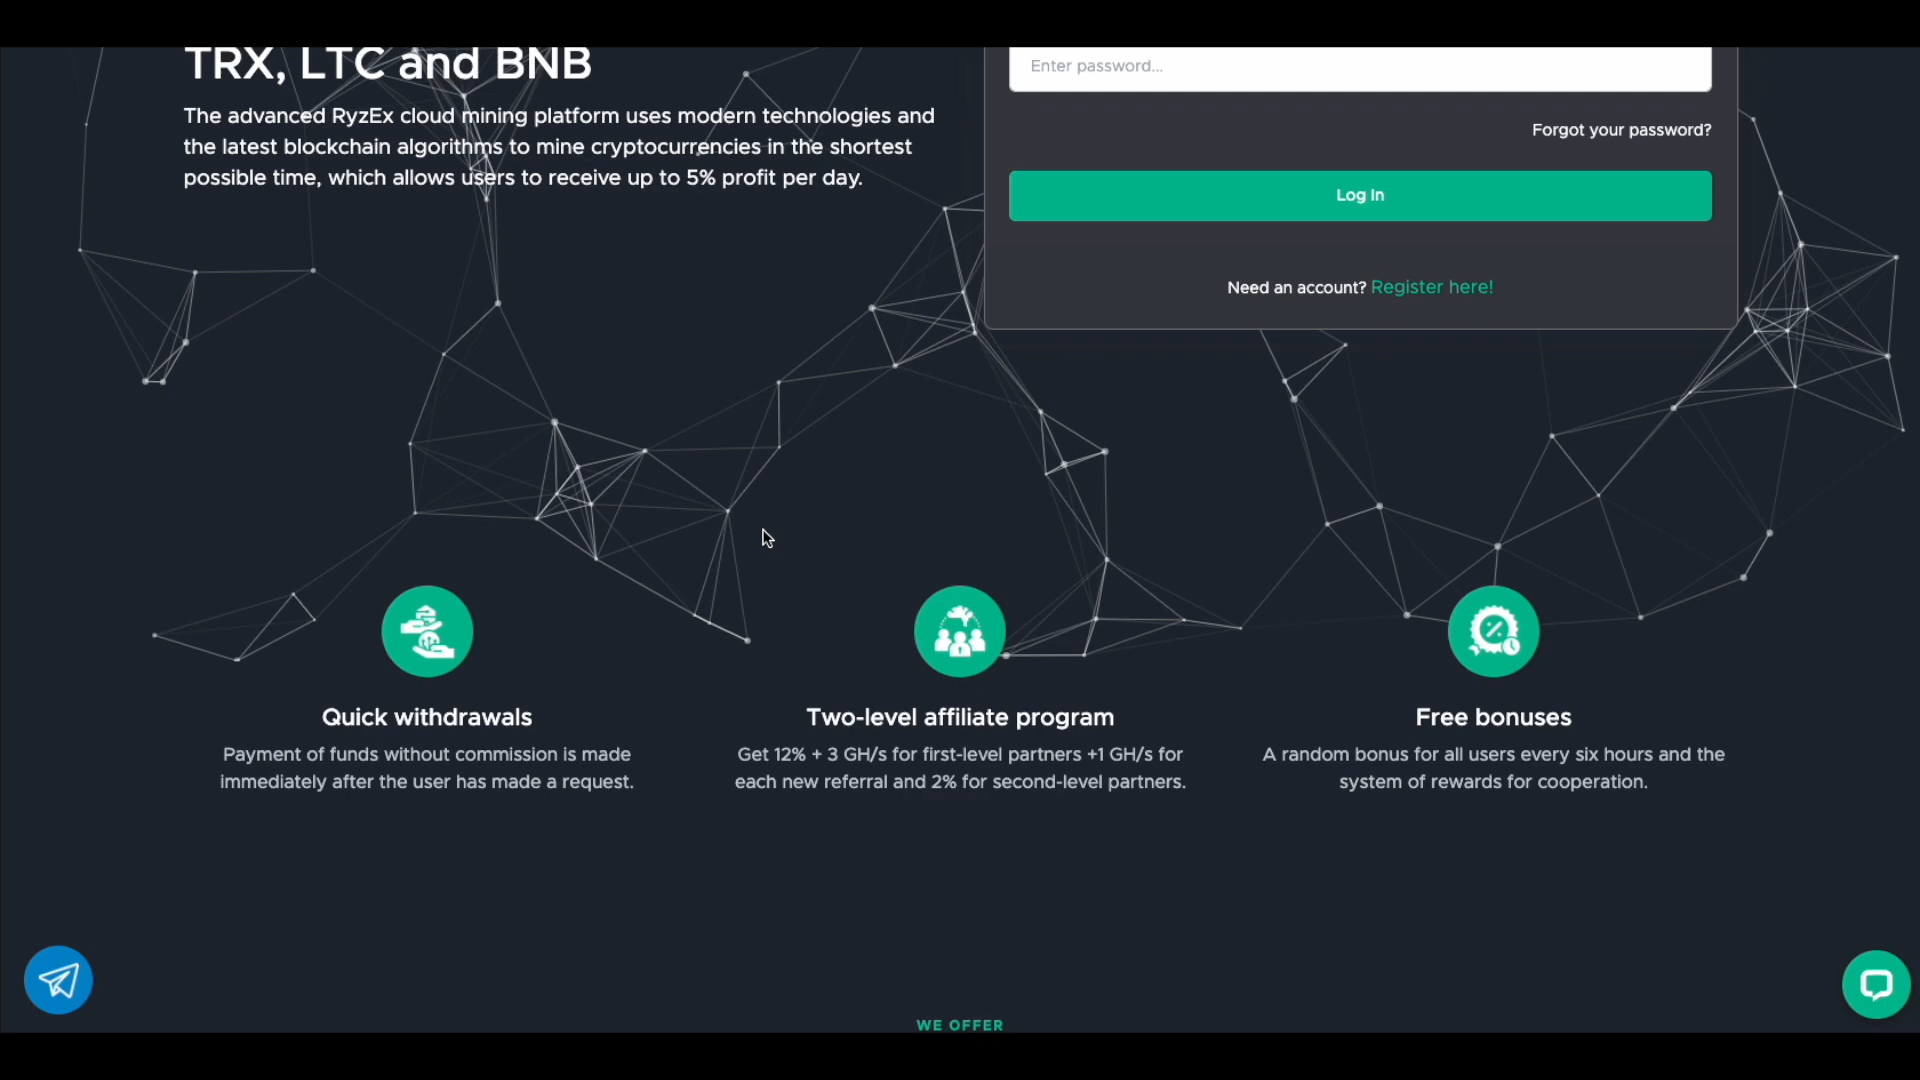 TRX, LTC and BNB
The advanced RyzEx cloud mining platform uses modern technologies and
the latest blockchain algorithms to mine cryptocurrencies in the shortest
possible time, which allows users to receive up to 5% profit per day.
Enter password...
Forgot your password?
Log In
Need an account? Register here!
Quick withdrawals
Payment of funds without commission is made
immediately after the user has made a request.
Two-level affiliate program
Get 12% + 3 GH/s for first-level partners +1 GH/s for
each new referral and 2% for second-level partners.
Free bonuses
A random bonus for all users every six hours and the
system of rewards for cooperation.
WE OFFER